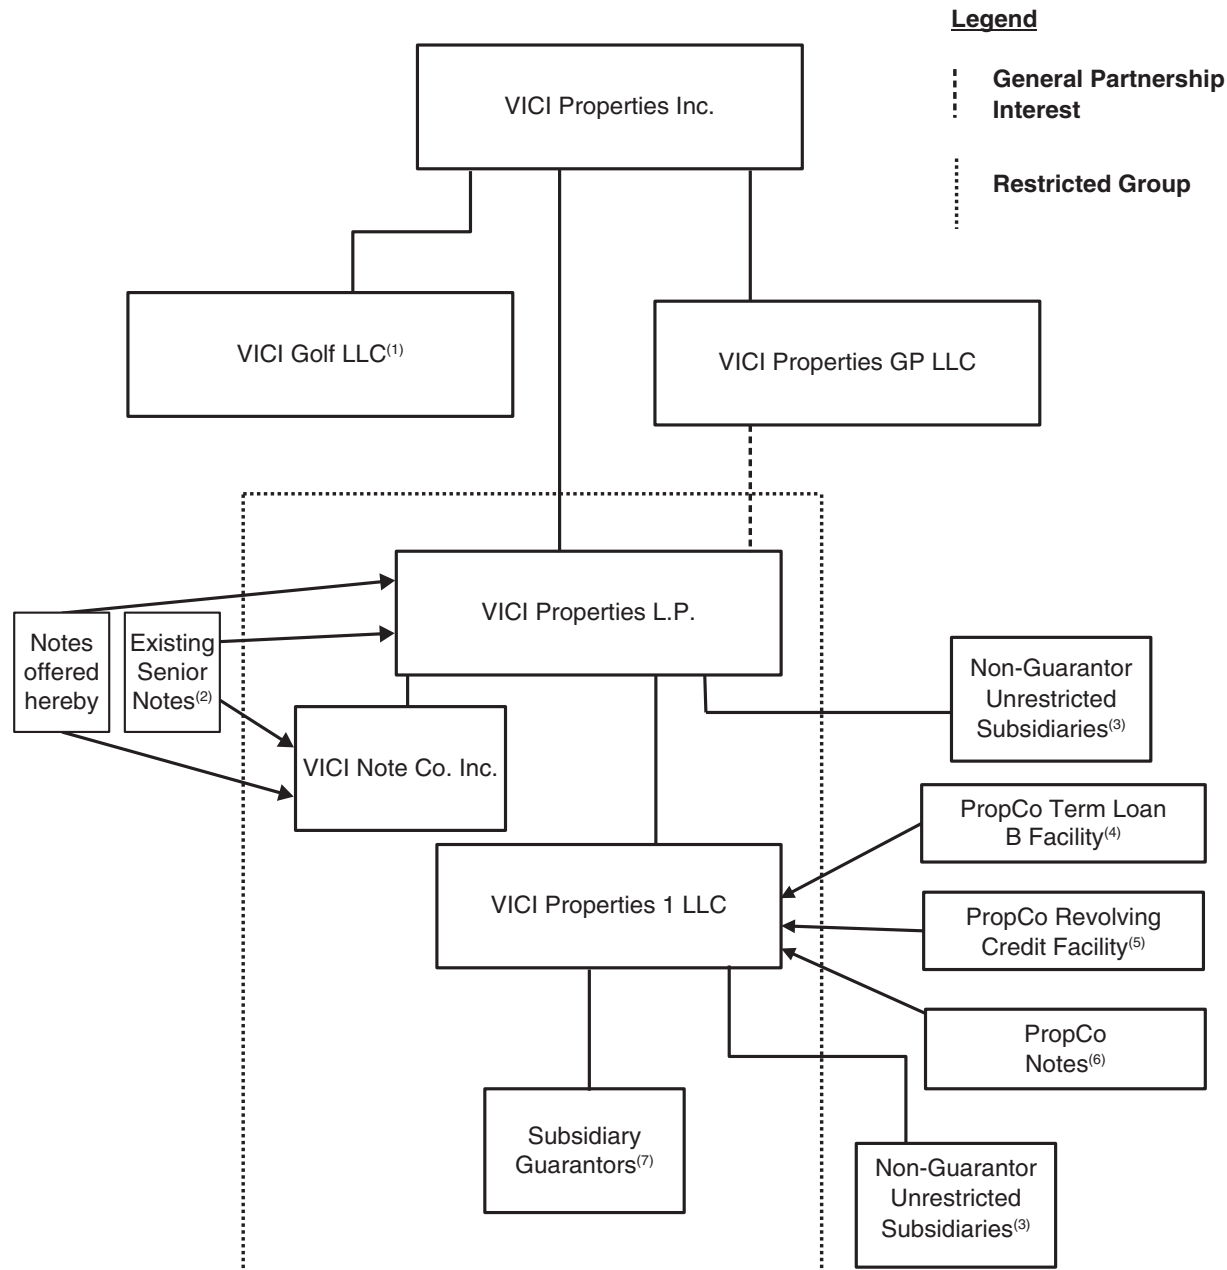 Legend
General Partnership
Interest
Restricted Group
VICI Properties Inc.
VICI Golf LLC(1)
VICI Properties GP LLC
VICI Properties L.P.
Notes
offered
hereby
Existing
Senior
Notes(2)
Non-Guarantor
Unrestricted
Subsidiaries(3)
VICI Note Co. Inc.
PropCo Term Loan
B Facility(4)
VICI Properties 1 LLC
PropCo Revolving
Credit Facility(5)
PropCo
Notes(6)
Subsidiary
Guarantors(7)
Non-Guarantor
Unrestricted
Subsidiaries(3)